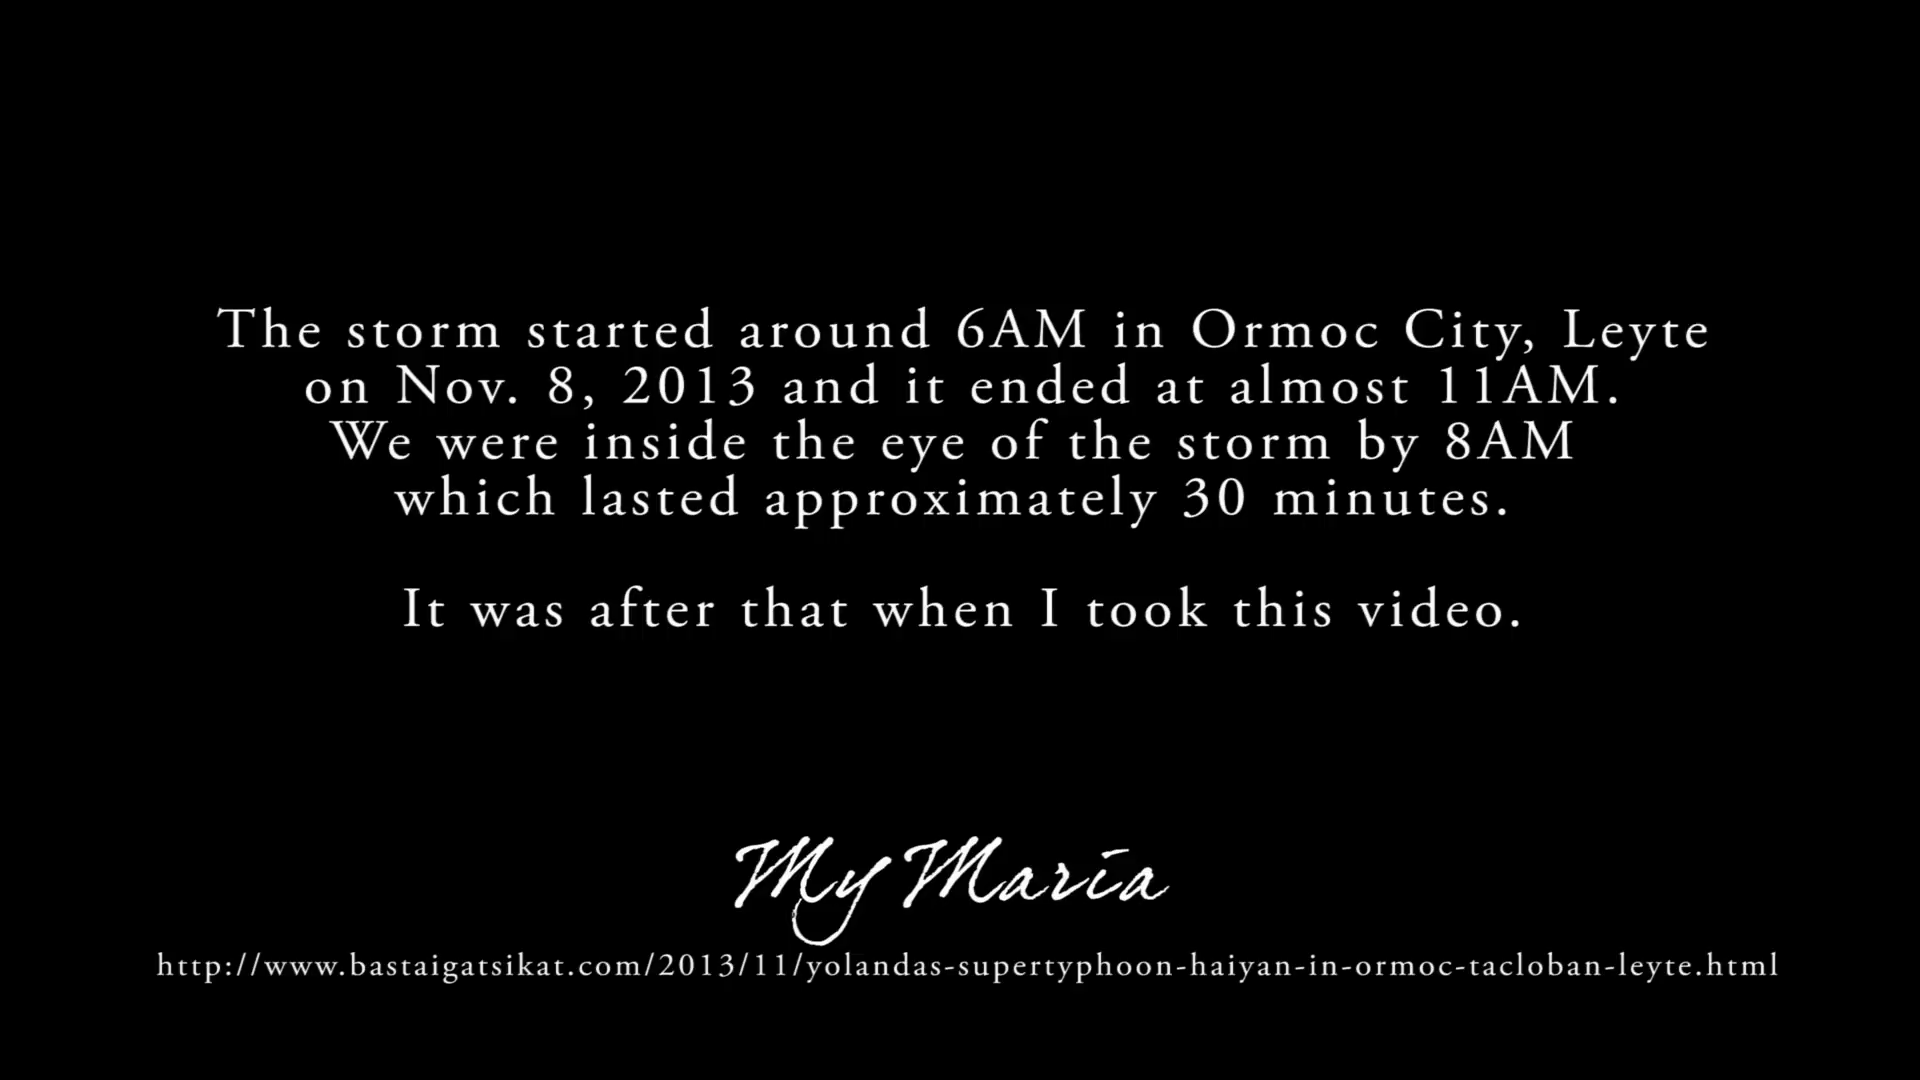 The storm started around 6AM in Ormoc City, Leyte
on Nov. 8, 2013 and it ended at almost 11AM.
We were inside the eye of the storm by 8AM
which lasted approximately 30 minutes.
It was after that when I took this video.
My Maria
http://www.bastaigatsikat.com/2013/11/yolandas-supertyphoon-haiyan-in-ormoc-tacloban-leyte.html